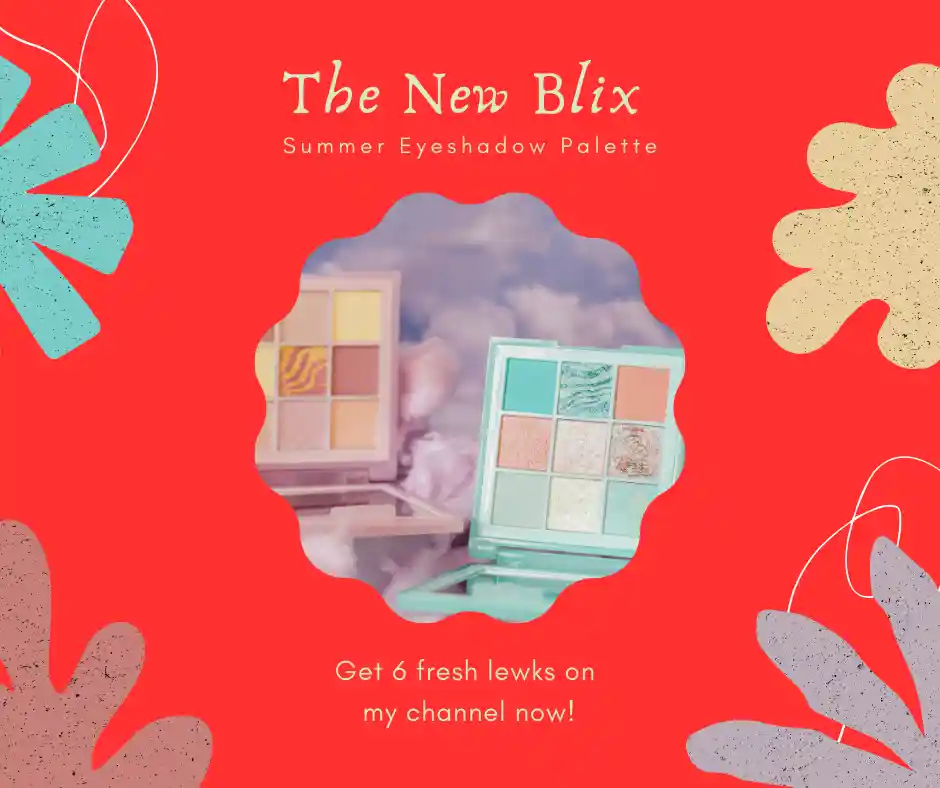 The New Blix
Summer Eyeshadow Palette
Get 6 fresh lewks on
my channel now!